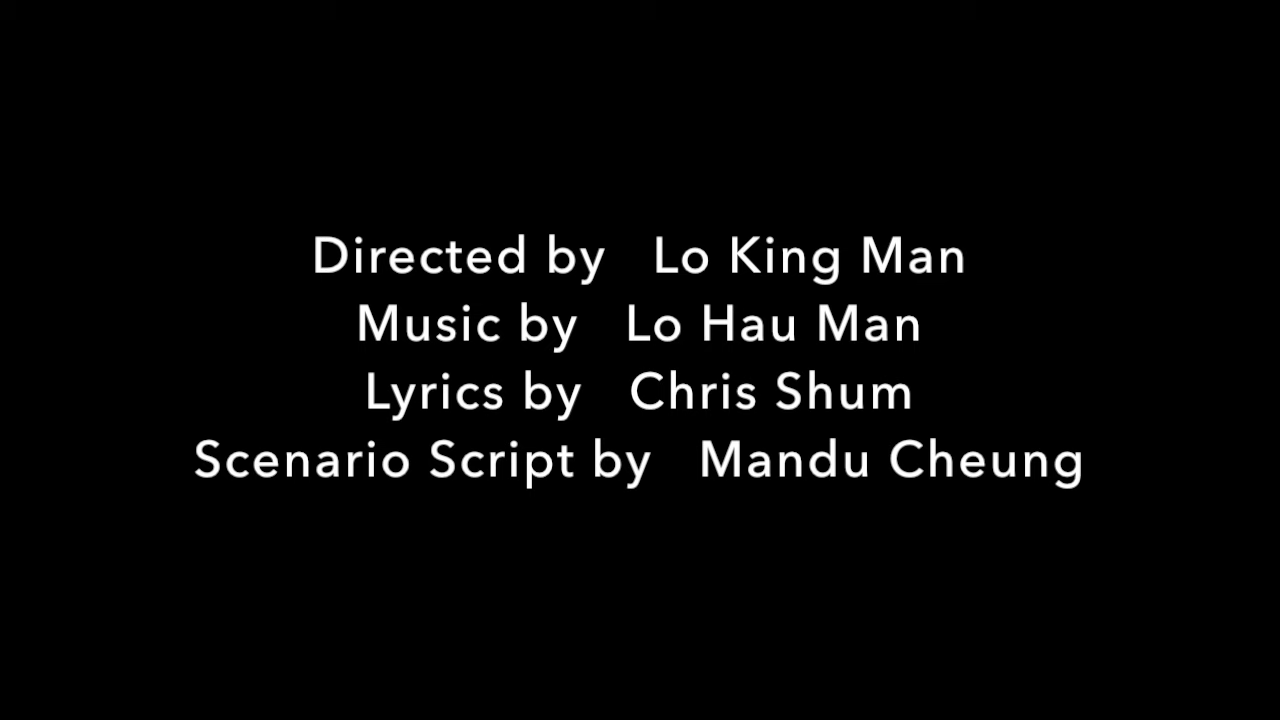 Directed by Lo King Man
Music by Lo Hau Man
Lyrics by Chris Shum
Scenario Script by Mandu Cheung